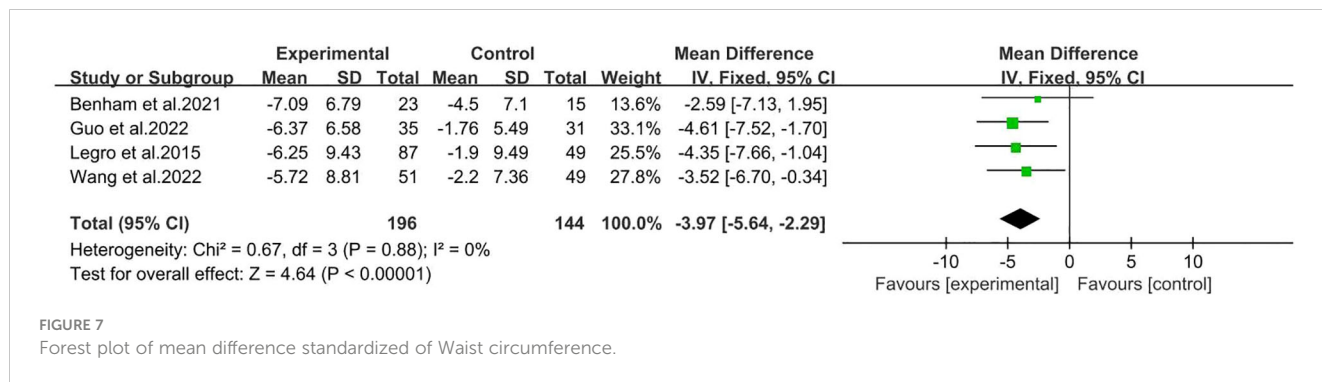 Experimental Control Mean Difference Mean Difference
Study or Subgroup Mean SD Total Mean SD Total Weight IV, Fixed, 95% CI IV, Fixed, 95% CI
Benham et al.2021 -7.09 6.79 23 -4.5 7.1 15 13.6% -2.59 [-7.13, 1.95]
Guo et al.2022 -6.37 6.58 35 -1.76 5.49 31 33.1% -4.61 [-7.52, -1.70]
Legro et al.2015 -6.25 9.43 87 -1.9 9.49 49 25.5% -4.35 [-7.66, -1.04]
Wang et al.2022 -5.72 8.81 51 -2.2 7.36 49 27.8% -3.52 [-6.70, -0.34]
Total (95% CI) 196 144 100.0% -3.97 [-5.64, -2.29]
Heterogeneity: Chi² = 0.67, df = 3 (P = 0.88); I² = 0%
Test for overall effect: Z = 4.64 (P < 0.00001)
-10 -5 0 5 10
Favours [experimental] Favours [control]
FIGURE 7
Forest plot of mean difference standardized of Waist circumference.